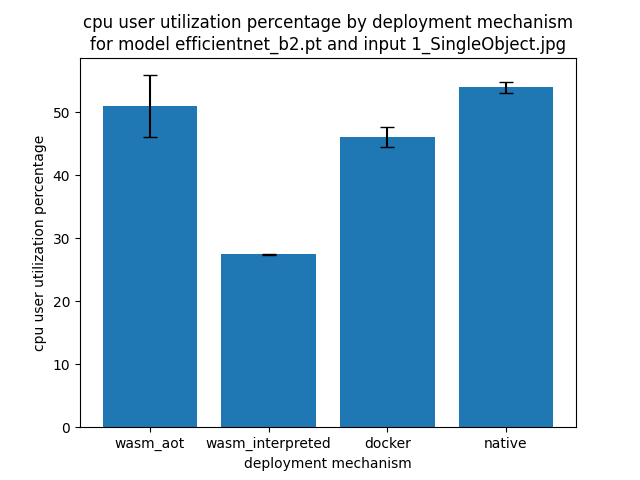 cpu user utilization percentage by deployment mechanism
for model efficientnet_b2.pt and input 1_SingleObject.jpg
cpu user utilization percentage
50
40
30
20
10
0
wasm_aot
wasm_interpreted
docker
native
deployment mechanism